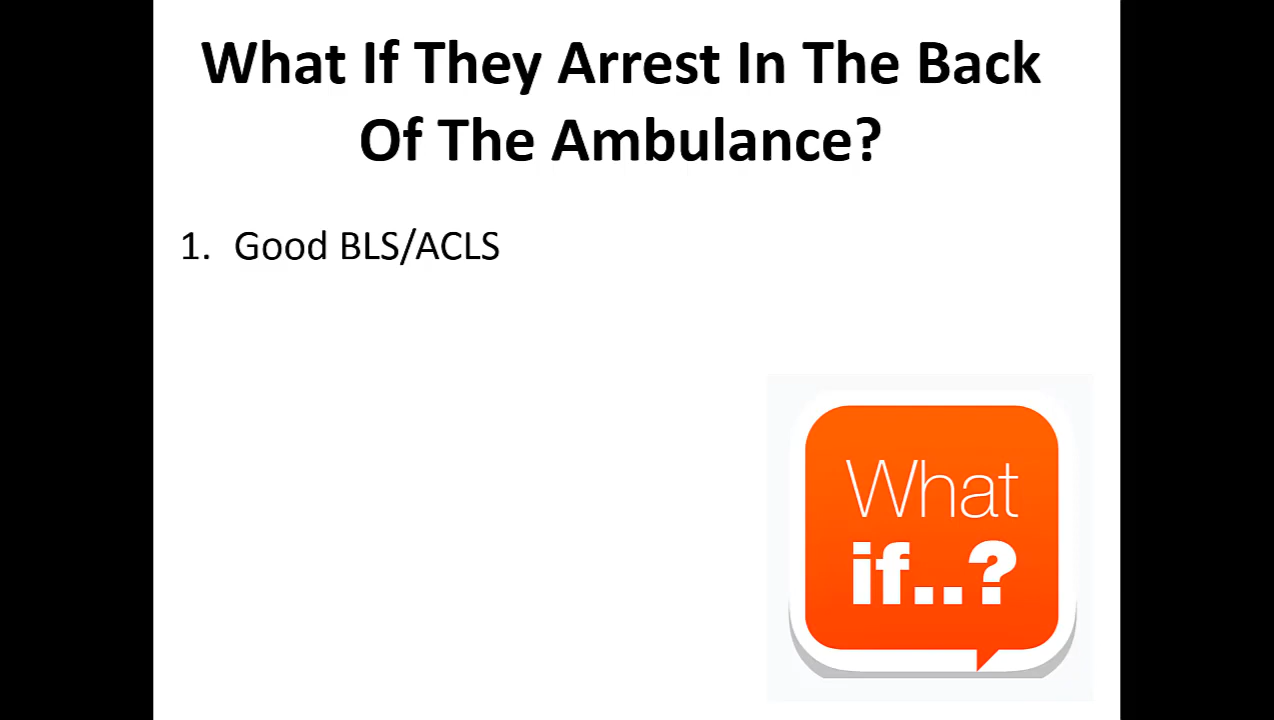 What If They Arrest In The Back
Of The Ambulance?
1. Good BLS/ACLS
What
if..?